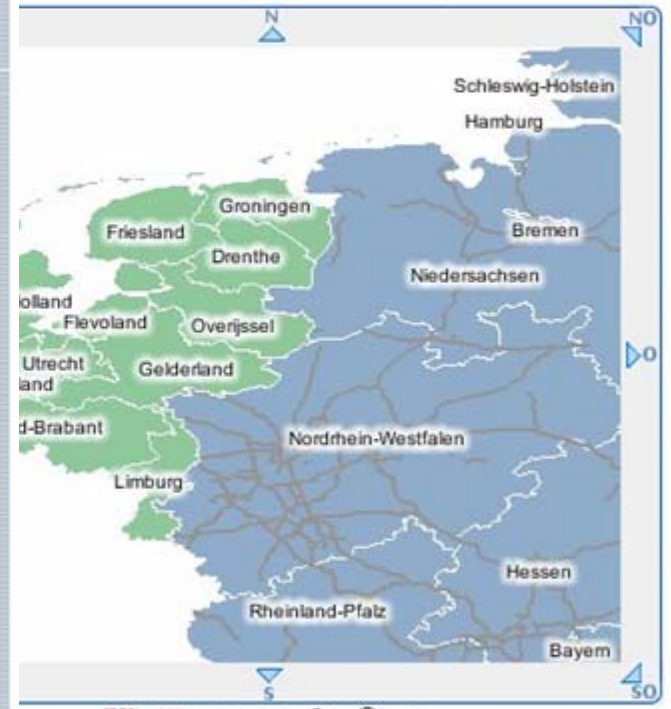 N
NO
Schleswig-Holstein
Hamburg
Groningen
Friesland
Bremen
Drenthe
Niedersachsen
olland
Flevoland
Overijssel
O
Utrecht
Gelderland
land
d-Brabant
Nordrhein-Westfalen
Limburg
Hessen
Rheinland-Pfalz
Bayern
S
SO